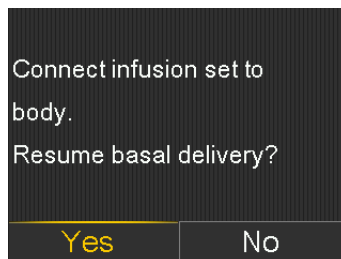 Connect infusion set to
body.
Resume basal delivery?
Yes No